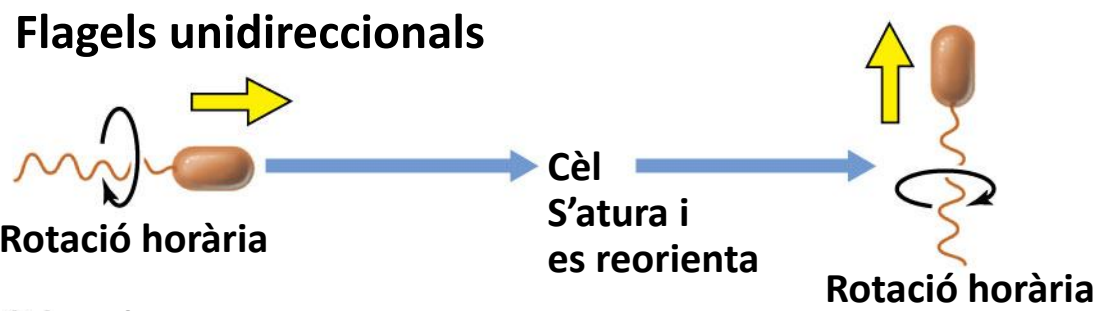 Flagels unidireccionals
Cèl
S’atura i
es reorienta
Rotació horària
Rotació horària